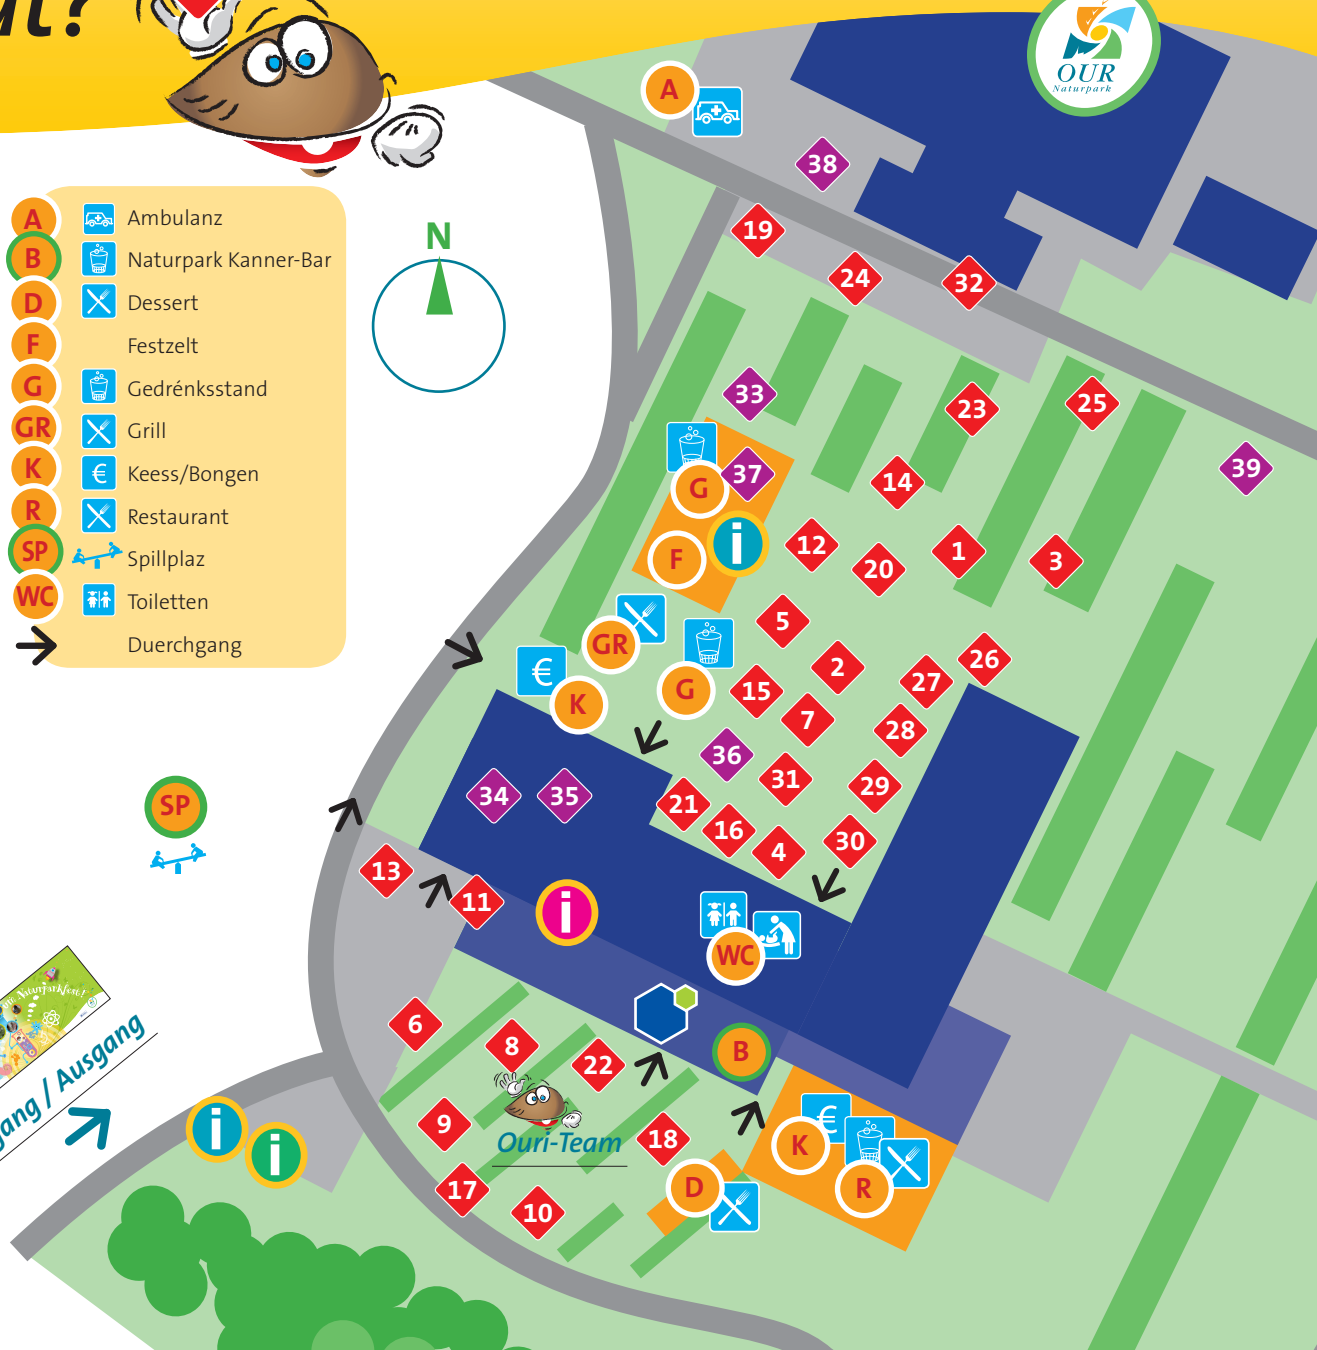 OUR
Naturpark
A Ambulanz
B Naturpark Kanner-Bar
D Dessert
F Festzelt
G Gedrénksstand
GR Grill
K € Keess/Bongen
R Restaurant
SP Spillplaz
WC Toiletten
Duerchgang
N
A
38
19
24
32
33
23
25
39
G
37
14
F
i
12
20
1
3
GR
5
€
K
G
15
2
27
26
7
28
36
31
29
34
35
21
16
4
30
SP
13
11
i
WC
6
8
22
B
9
Ouri-Team
18
K
€
R
17
10
D
i
i
/ Ausgang